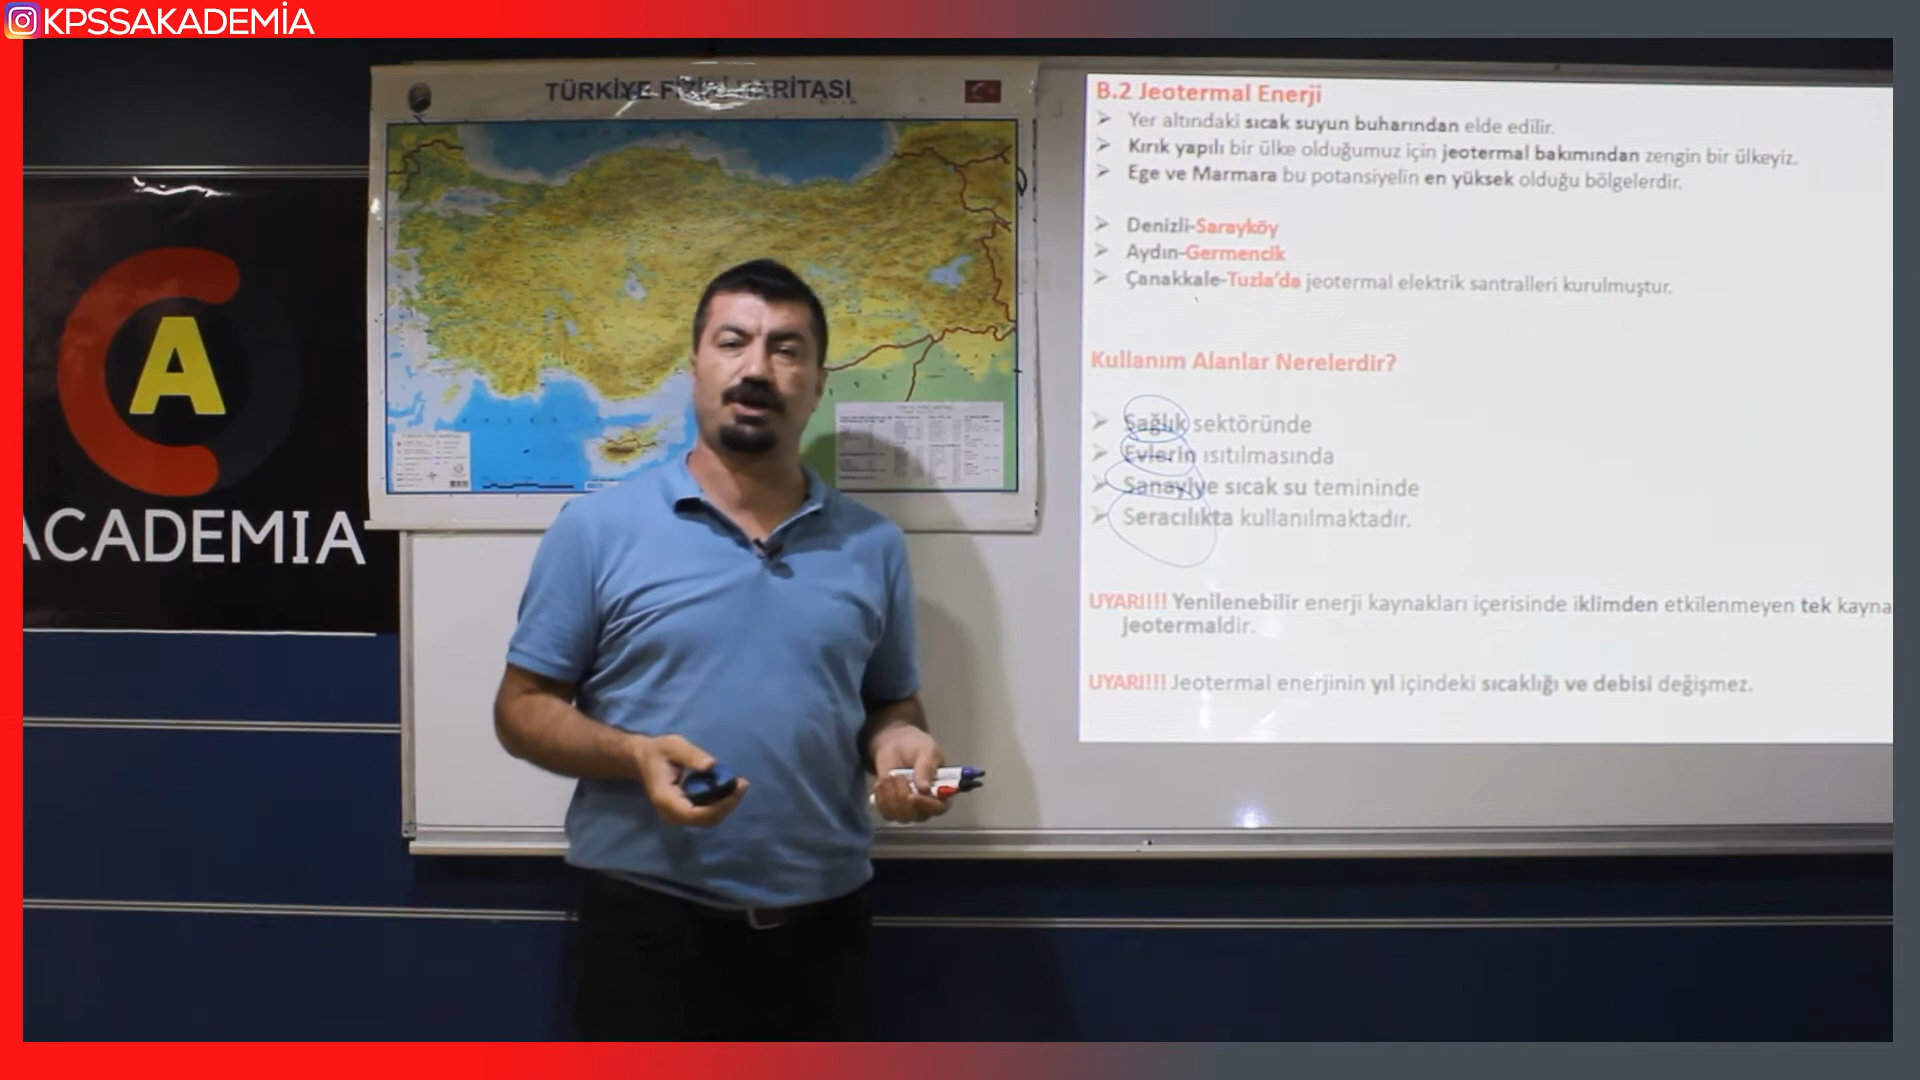 KPSSAKADEMİA
TÜRKİYE FİZİKİ HARİTASI
A
ACADEMIA
B.2 Jeotermal Enerji
Yer altındaki sıcak suyun buharından elde edilir.
Kırık yapılı bir ülke olduğumuz için jeotermal bakımından zengin bir ülkeyiz.
Ege ve Marmara bu potansiyelin en yüksek olduğu bölgelerdir.
Denizli-Sarayköy
Aydın-Germencik
Çanakkale-Tuzla'da jeotermal elektrik santralleri kurulmuştur.
Kullanım Alanlar Nerelerdir?
Sağlık sektöründe
Evlerin ısıtılmasında
Sanayiye sıcak su temininde
Seracılıkta kullanılmaktadır.
UYARI!!! Yenilenebilir enerji kaynakları içerisinde iklimden etkilenmeyen tek kayna
jeotermaldir.
UYARI!!! Jeotermal enerjinin yıl içindeki sıcaklığı ve debisi değişmez.